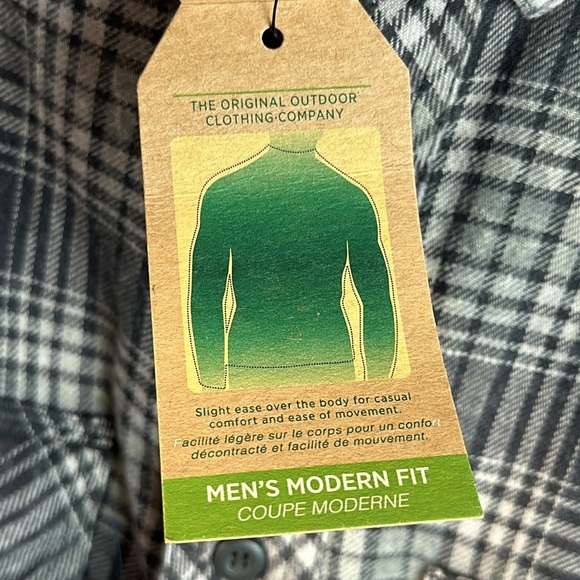 THE ORIGINAL OUTDOOR
CLOTHING COMPANY
Slight ease over the body for casual
comfort and ease of movement.
Facilité légère sur le corps pour un confort
décontracté et facilité de mouvement.
MEN'S MODERN FIT
COUPE MODERNE